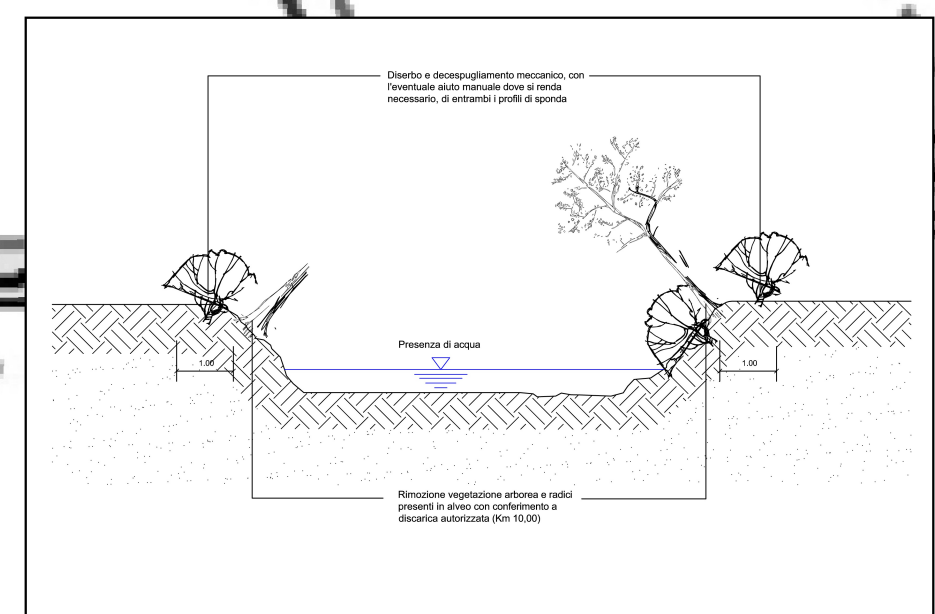 Diserbo e decespugliamento meccanico, con
l'eventuale aiuto manuale dove si renda
necessario, di entrambi i profili di sponda
Presenza di acqua
1.00
1.00
Rimozione vegetazione arborea e radici
presenti in alveo con conferimento a
discarica autorizzata (Km 10,00)